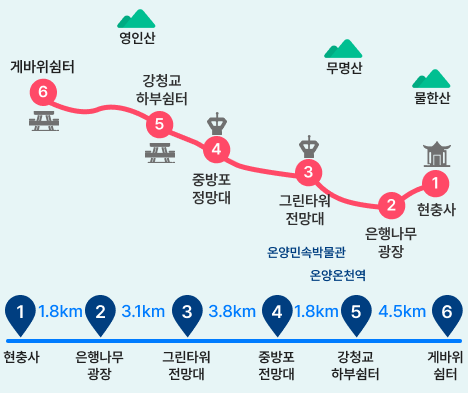 영인산
무명산
물한산
게바위쉼터
6
강청교
하부쉼터
5
4
중방포
정망대
3
그린타워
전망대
2
은행나무
광장
1
현충사
온양민속박물관
온양온천역
1 1.8km 2 3.1km 3 3.8km 4 1.8km 5 4.5km 6
현충사 은행나무 그린타워 중방포 강청교 게바위
광장 전망대 전망대 하부쉼터 쉼터